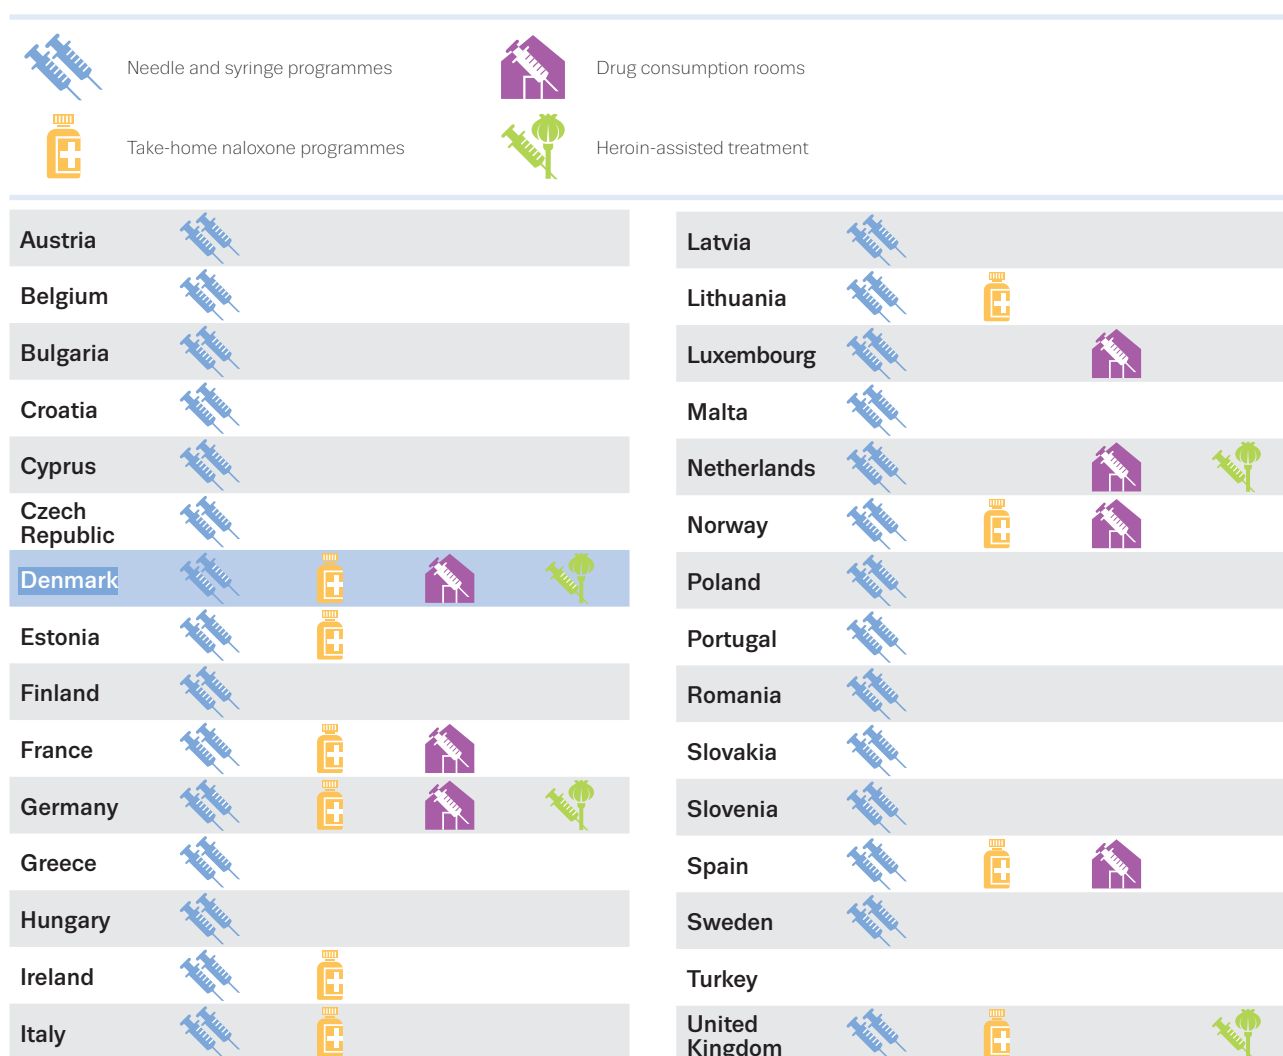 Needle and syringe programmes
Drug consumption rooms
Take-home naloxone programmes
Heroin-assisted treatment
Austria
Belgium
Bulgaria
Croatia
Cyprus
Czech
Republic
Denmark
Estonia
Finland
France
Germany
Greece
Hungary
Ireland
Italy
Latvia
Lithuania
Luxembourg
Malta
Netherlands
Norway
Poland
Portugal
Romania
Slovakia
Slovenia
Spain
Sweden
Turkey
United
Kingdom